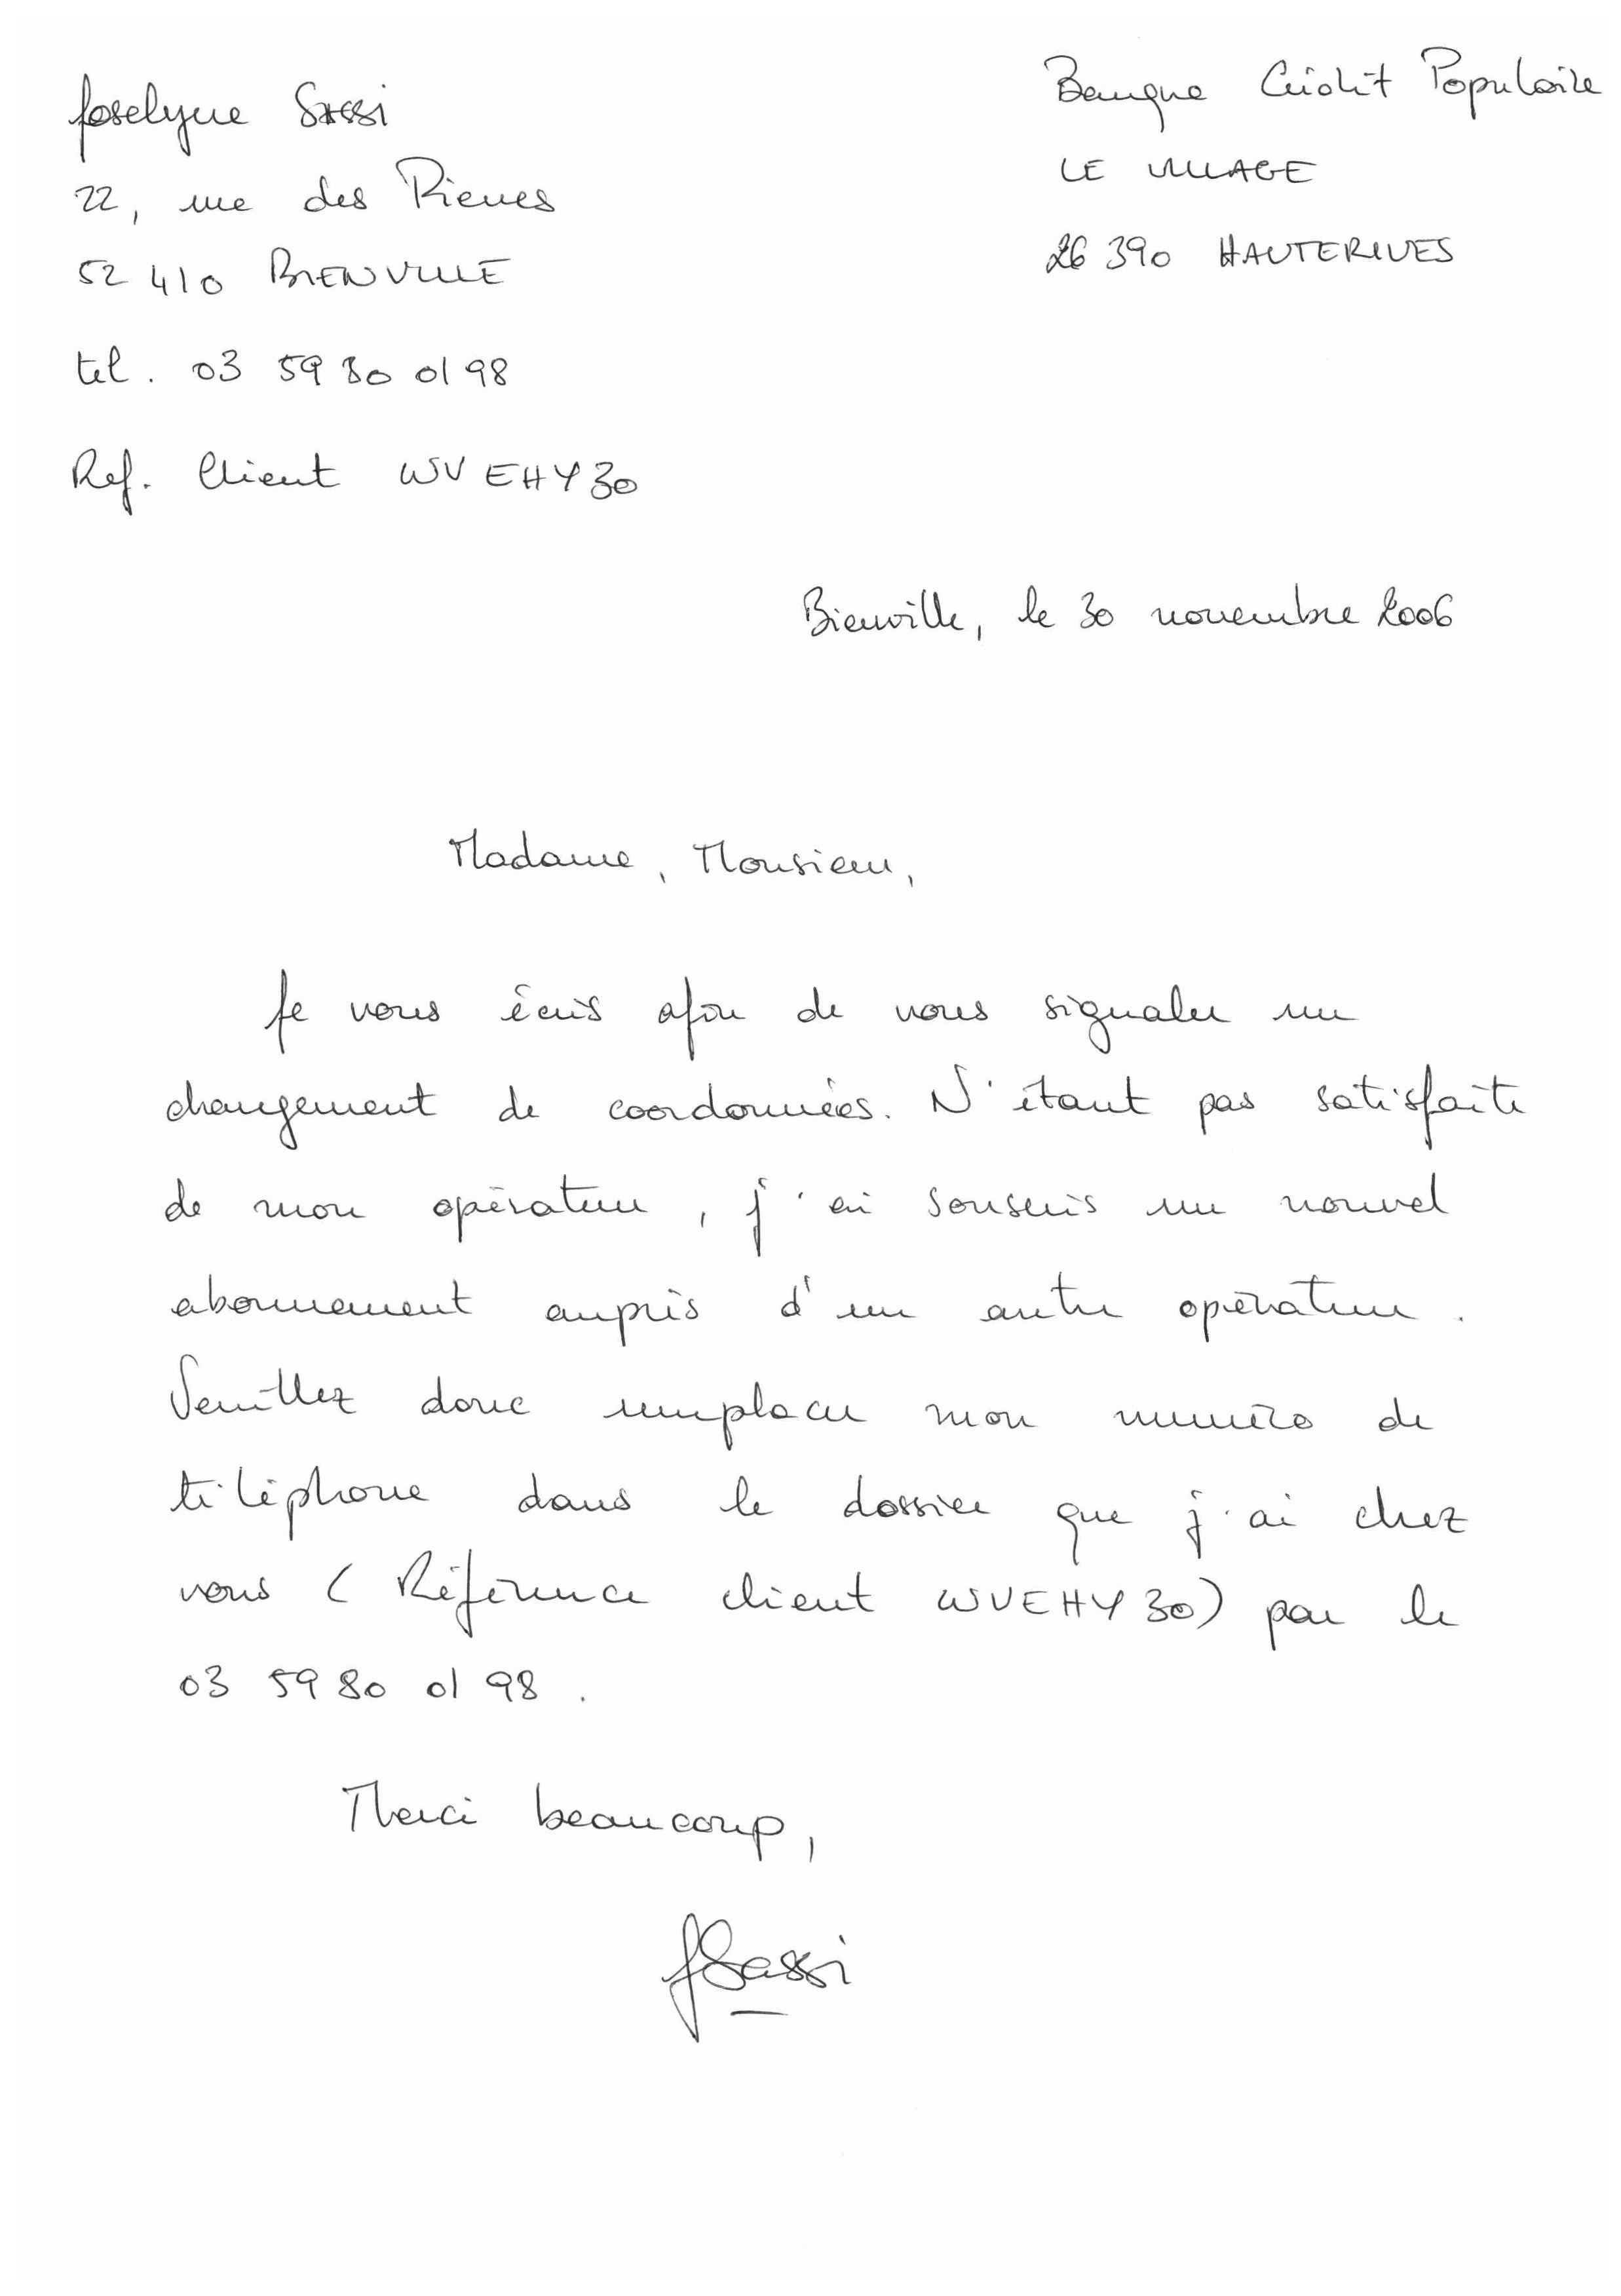 Joselyne Sassi
22, rue des Pierres
52 410 BIENVILLE
tel. 03 59 80 01 98
Ref. Client WVEHY30
Banque Crédit Populaire
LE VILLAGE
26 390 HAUTERIVES
Bienville, le 30 novembre 2006
Madame, Monsieur,
Je vous écris afin de vous signaler un
changement de coordonnées. N'étant pas satisfaite
de mon opérateur, j'ai souscris un nouvel
abonnement auprès d'un autre opérateur.
Veuillez donc remplacer mon numéro de
téléphone dans le dossier que j'ai chez
vous (Référence client WVEHY30) par le
03 59 80 01 98.
Merci beaucoup,
JSassi